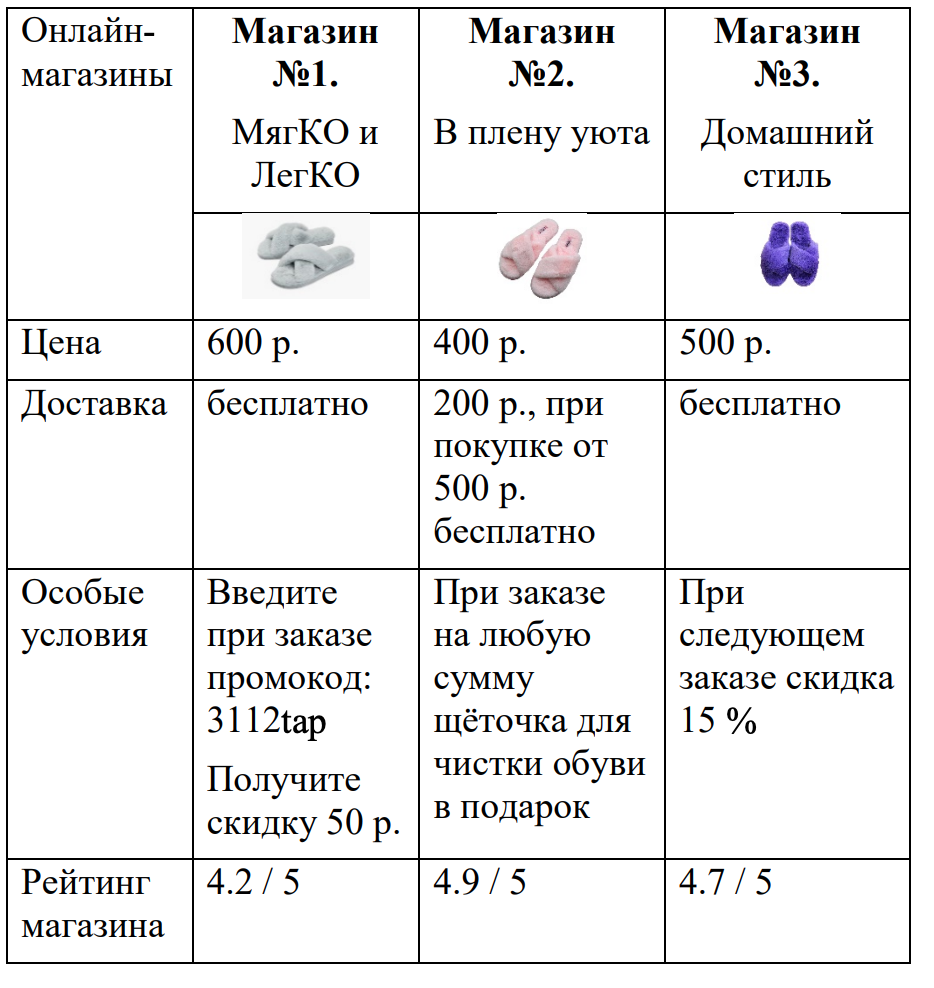 Онлайн-
магазины
Магазин
№1.
МягКО и
ЛегКО
Магазин
№2.
В плену уюта
Магазин
№3.
Домашний
стиль
Цена
600 р.
400 р.
500 р.
Доставка
бесплатно
200 р., при
покупке от
500 р.
бесплатно
бесплатно
Особые
условия
Введите
при заказе
промокод:
3112tap
Получите
скидку 50 р.
При заказе
на любую
сумму
щёточка для
чистки обуви
в подарок
При
следующем
заказе скидка
15 %
Рейтинг
магазина
4.2 / 5
4.9 / 5
4.7 / 5